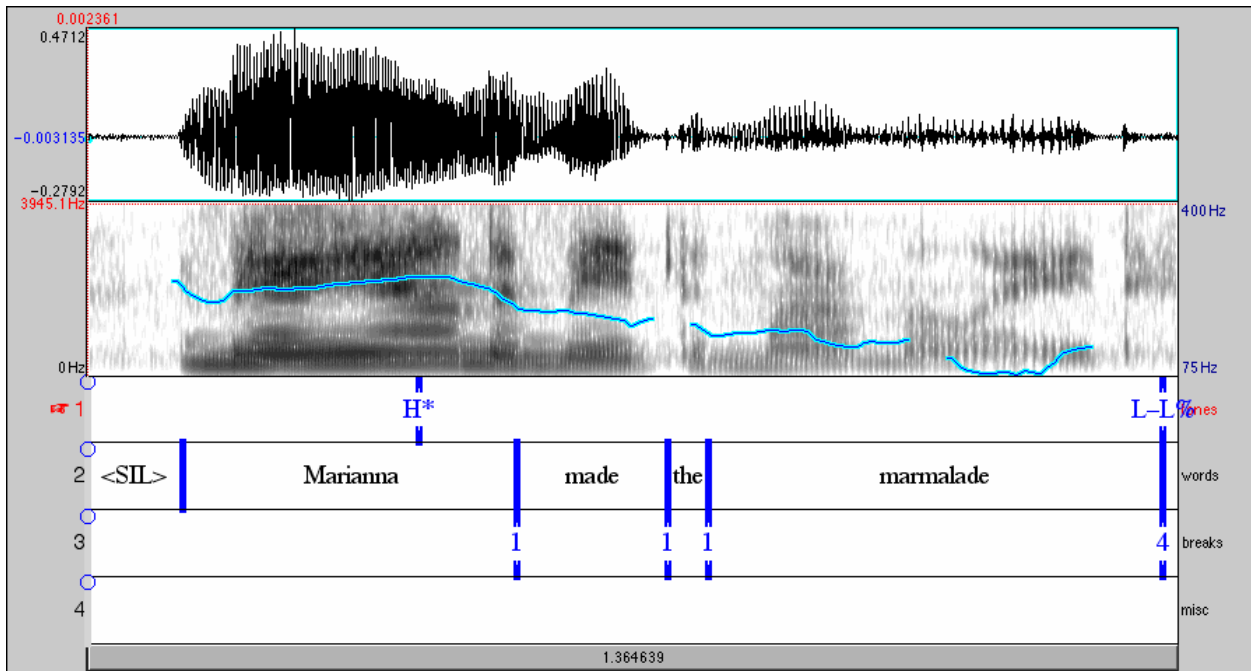 0.002361
0.4712
-0.003135
-0.2792
3945.1 Hz
400 Hz
0 Hz
75 Hz
1 H* L–L% tones
2 <SIL> Marianna made the marmalade words
3 1 1 1 4 breaks
4 misc
1.364639